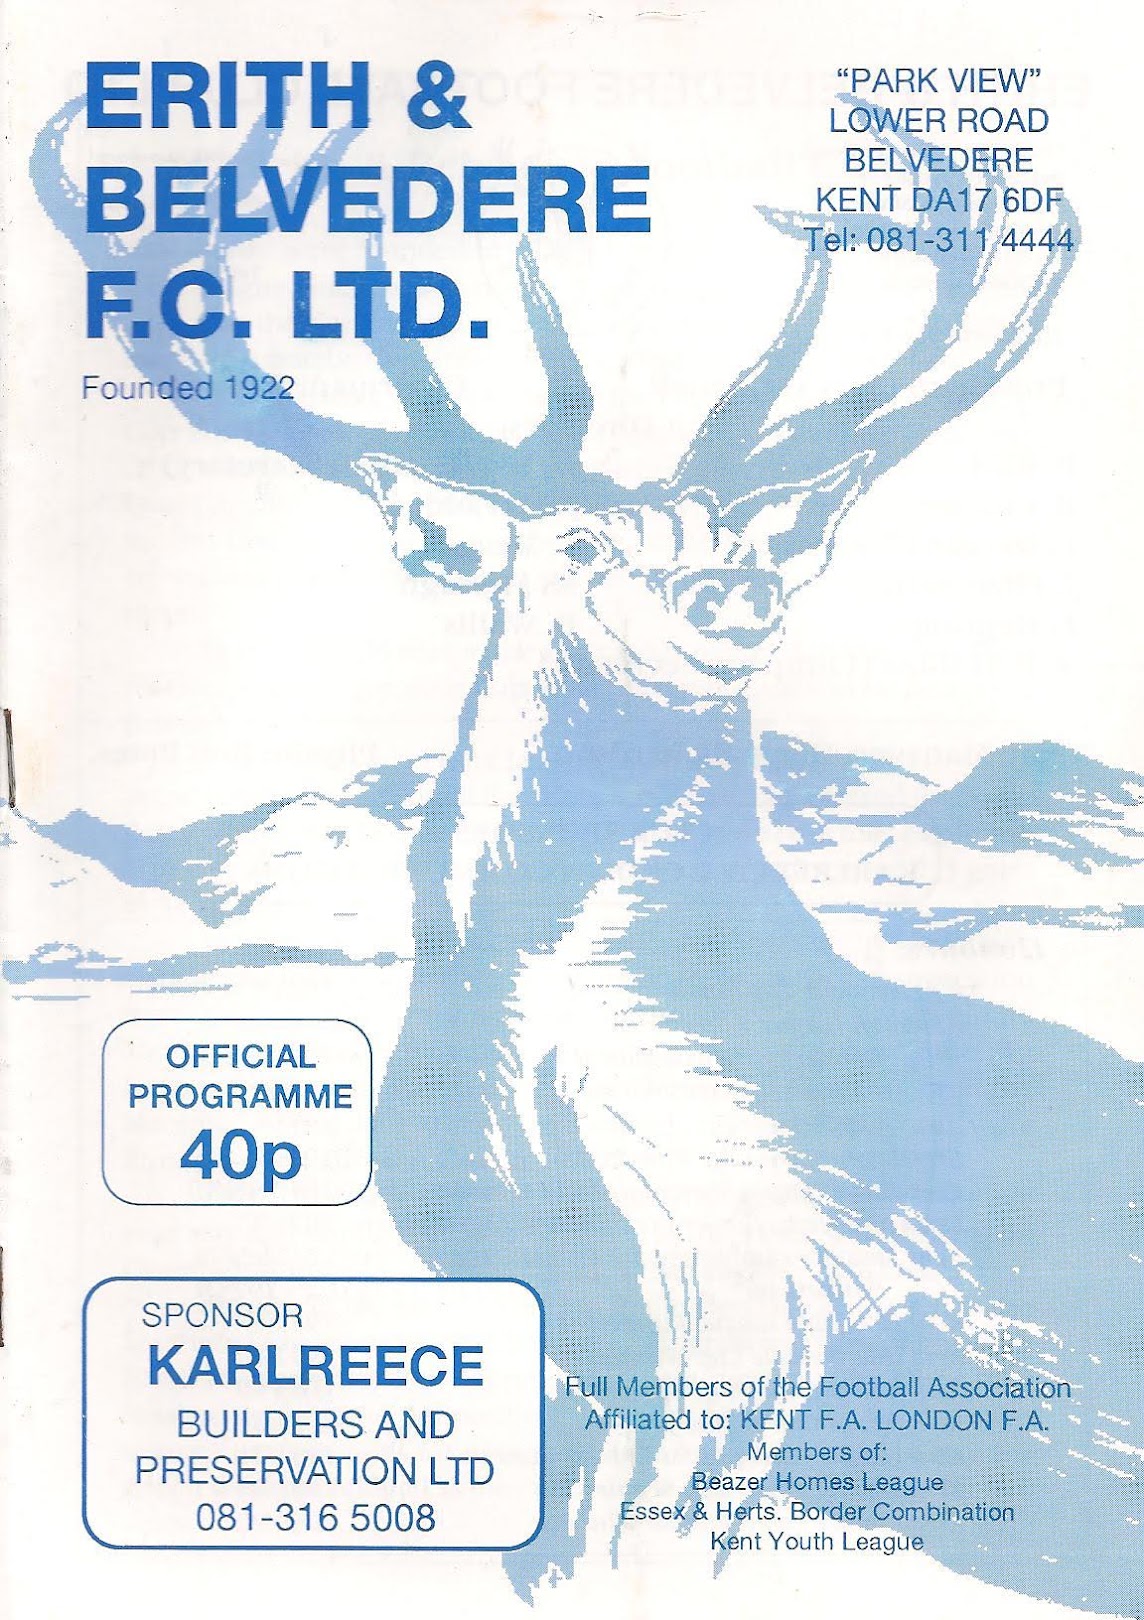 ERITH &
BELVEDERE
F.C. LTD.
Founded 1922
"PARK VIEW"
LOWER ROAD
BELVEDERE
KENT DA17 6DF
Tel: 081-311 4444
OFFICIAL
PROGRAMME
40p
SPONSOR
KARLREECE
BUILDERS AND
PRESERVATION LTD
081-316 5008
Full Members of the Football Association
Affiliated to: KENT F.A. LONDON F.A.
Members of:
Beazer Homes League
Essex & Herts. Border Combination
Kent Youth League